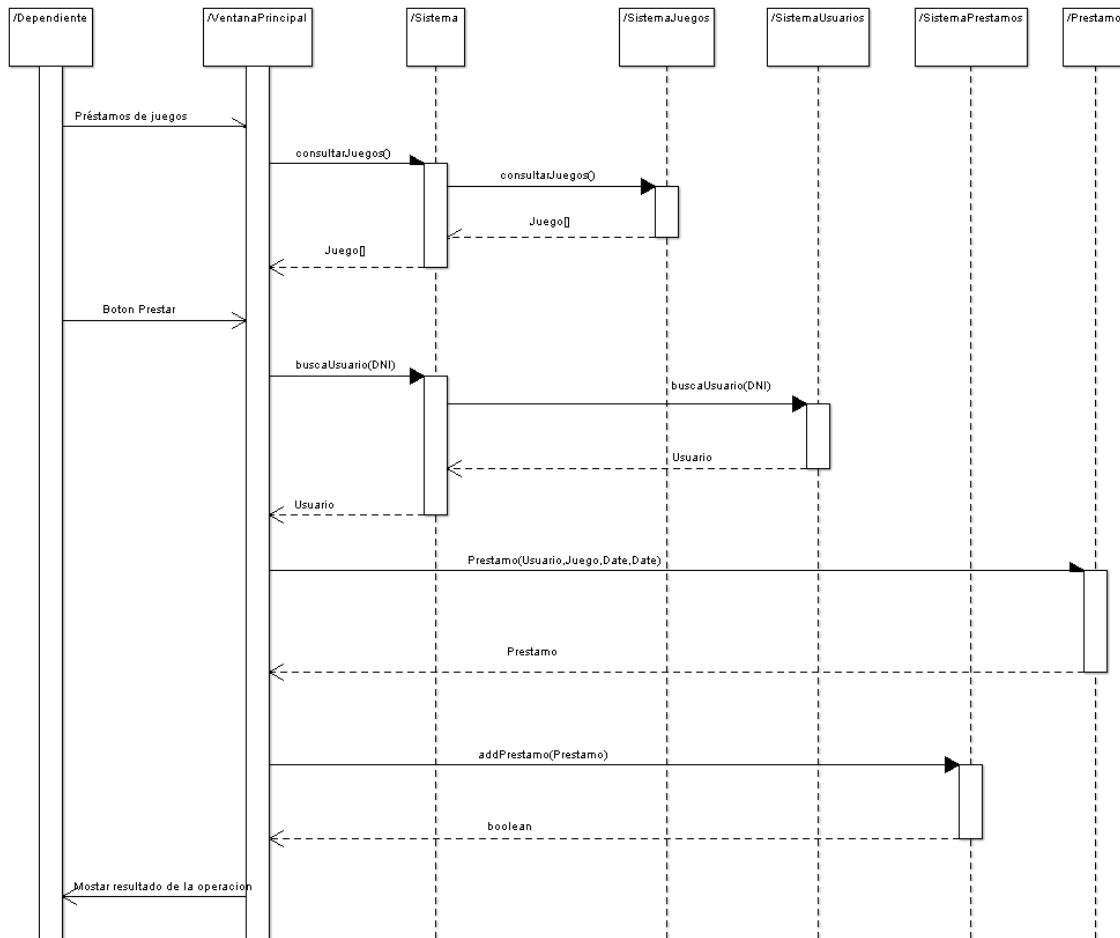 /Dependiente
/VentanaPrincipal
/Sistema
/SistemaJuegos
/SistemaUsuarios
/SistemaPrestamos
/Prestamo
Préstamos de juegos
consultarJuegos()
consultarJuegos()
Juego[]
Juego[]
Boton Prestar
buscaUsuario(DNI)
buscaUsuario(DNI)
Usuario
Usuario
Prestamo(Usuario,Juego,Date,Date)
Prestamo
addPrestamo(Prestamo)
boolean
Mostar resultado de la operacion